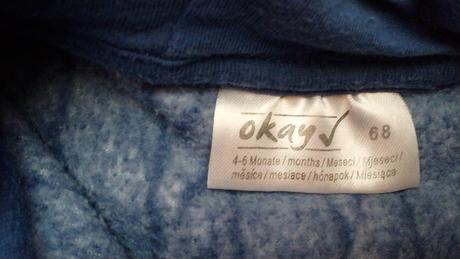 okay√ 68
4-6 Monate / months / Meseci / Mjeseci /
měsíce / mesiace / hónapok / Miesiące